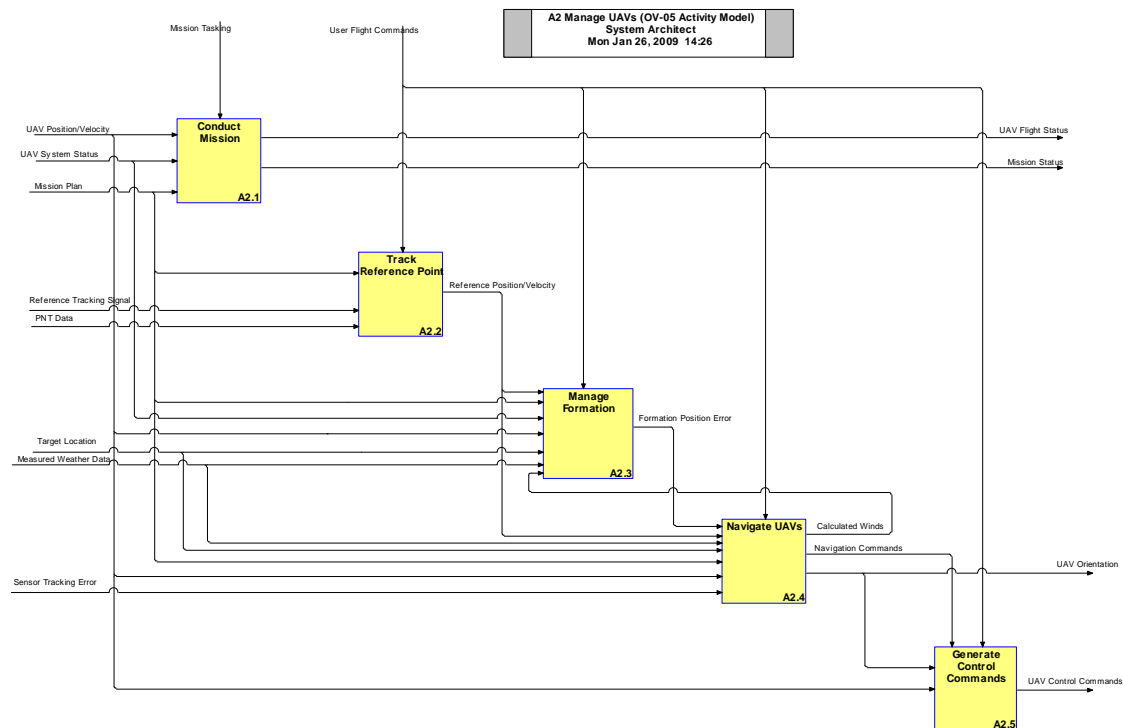 A2 Manage UAVs (OV-05 Activity Model)
System Architect
Mon Jan 26, 2009 14:26
Mission Tasking
User Flight Commands
UAV Position/Velocity
UAV System Status
Mission Plan
Conduct
Mission
A2.1
UAV Flight Status
Mission Status
Track
Reference Point
A2.2
Reference Position/Velocity
Reference Tracking Signal
PNT Data
Manage
Formation
A2.3
Formation Position Error
Target Location
Measured Weather Data
Navigate UAVs
A2.4
Calculated Winds
Navigation Commands
UAV Orientation
Sensor Tracking Error
Generate
Control
Commands
A2.5
UAV Control Commands